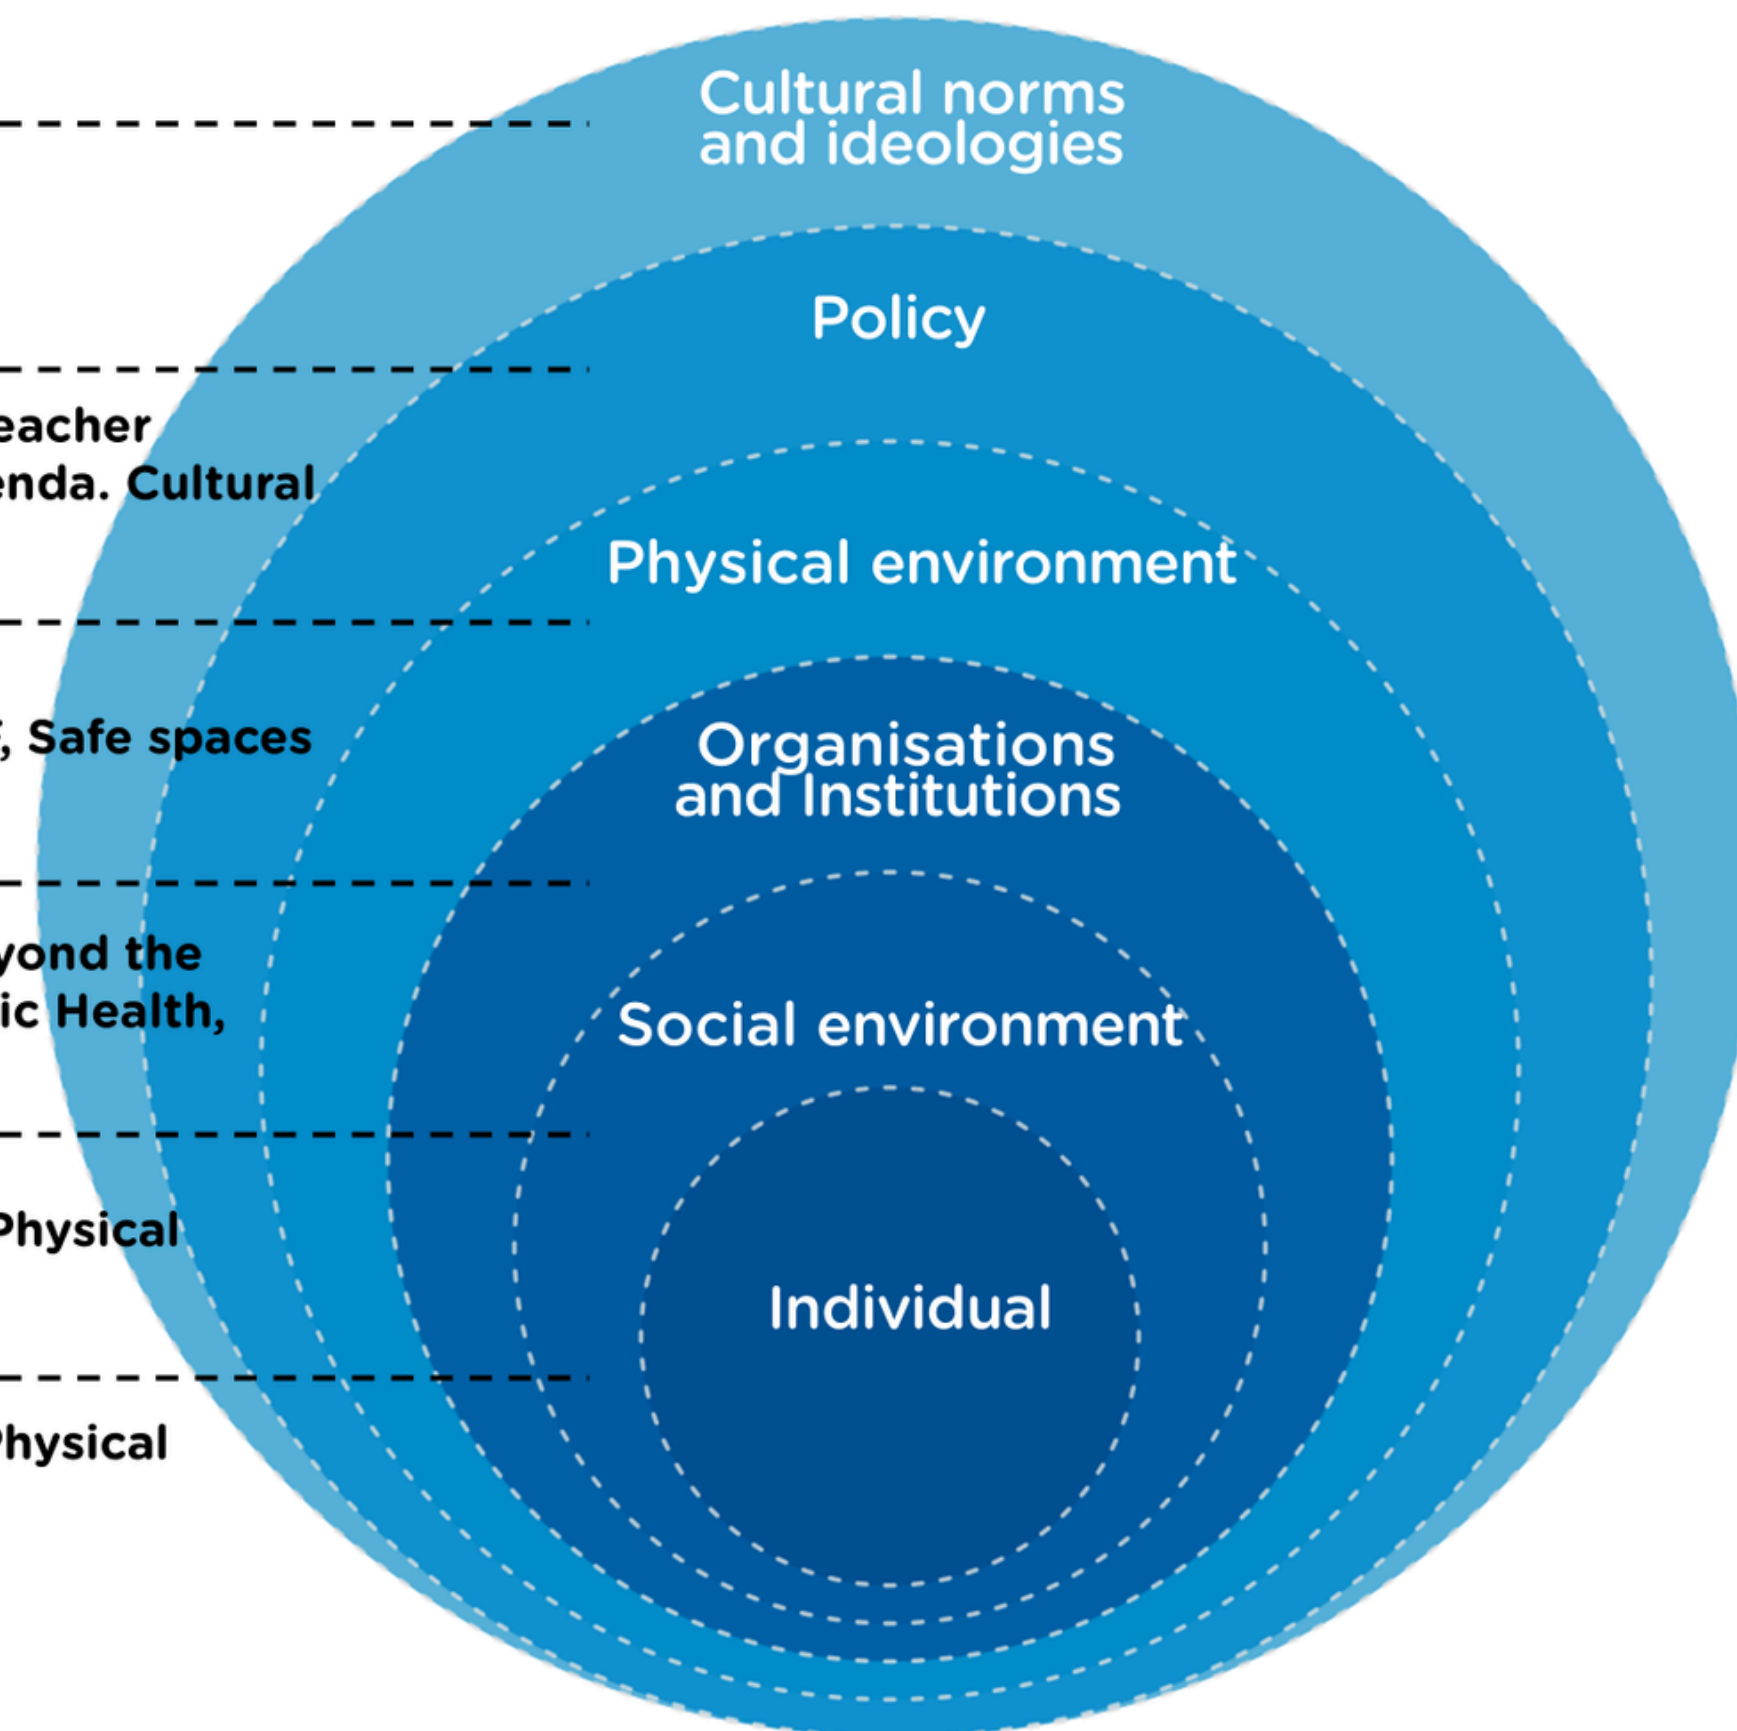 Cultural norms
and ideologies
Policy
eacher
enda. Cultural
Physical environment
, Safe spaces
Organisations
and Institutions
yond the
ic Health,
Social environment
Physical
Individual
Physical